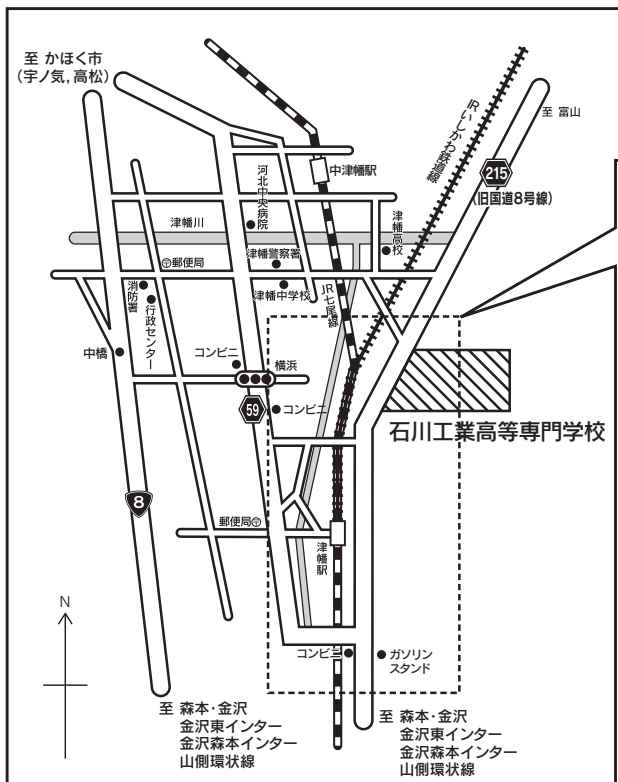 至 かほく市
(宇ノ気, 高松)
IRいしかわ鉄道線
至 富山
215
(旧国道8号線)
中津幡駅
河北中央病院
津幡川
津幡高校
〶郵便局
津幡警察署
消防署
行政センター
津幡中学校
JR七尾線
中橋
コンビニ
横浜
59
コンビニ
石川工業高等専門学校
8
郵便局〶
津幡駅
N
コンビニ
ガソリン
スタンド
至 森本・金沢
金沢東インター
金沢森本インター
山側環状線
至 森本・金沢
金沢東インター
金沢森本インター
山側環状線